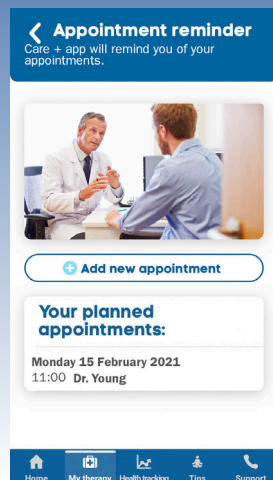 Appointment reminder
Care + app will remind you of your
appointments.
Add new appointment
Your planned
appointments:
Monday 15 February 2021
11:00 Dr. Young
Home My therapy Health tracking Tips Support